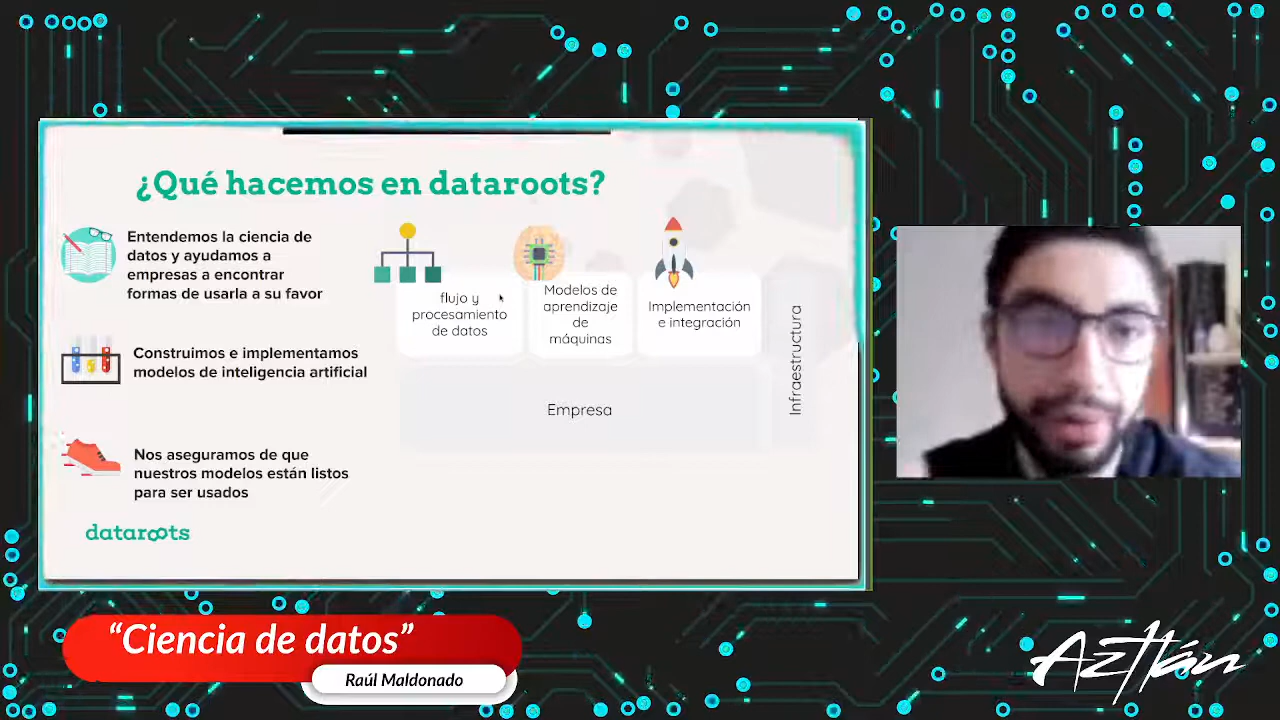 ¿Qué hacemos en dataroots?
Entendemos la ciencia de
datos y ayudamos a
empresas a encontrar
formas de usarla a su favor
Construimos e implementamos
modelos de inteligencia artificial
Nos aseguramos de que
nuestros modelos están listos
para ser usados
dataroots
flujo y
procesamiento
de datos
Modelos de
aprendizaje
de
máquinas
Implementación
e integración
Empresa
Infraestructura
“Ciencia de datos”
Raúl Maldonado
Aztlán